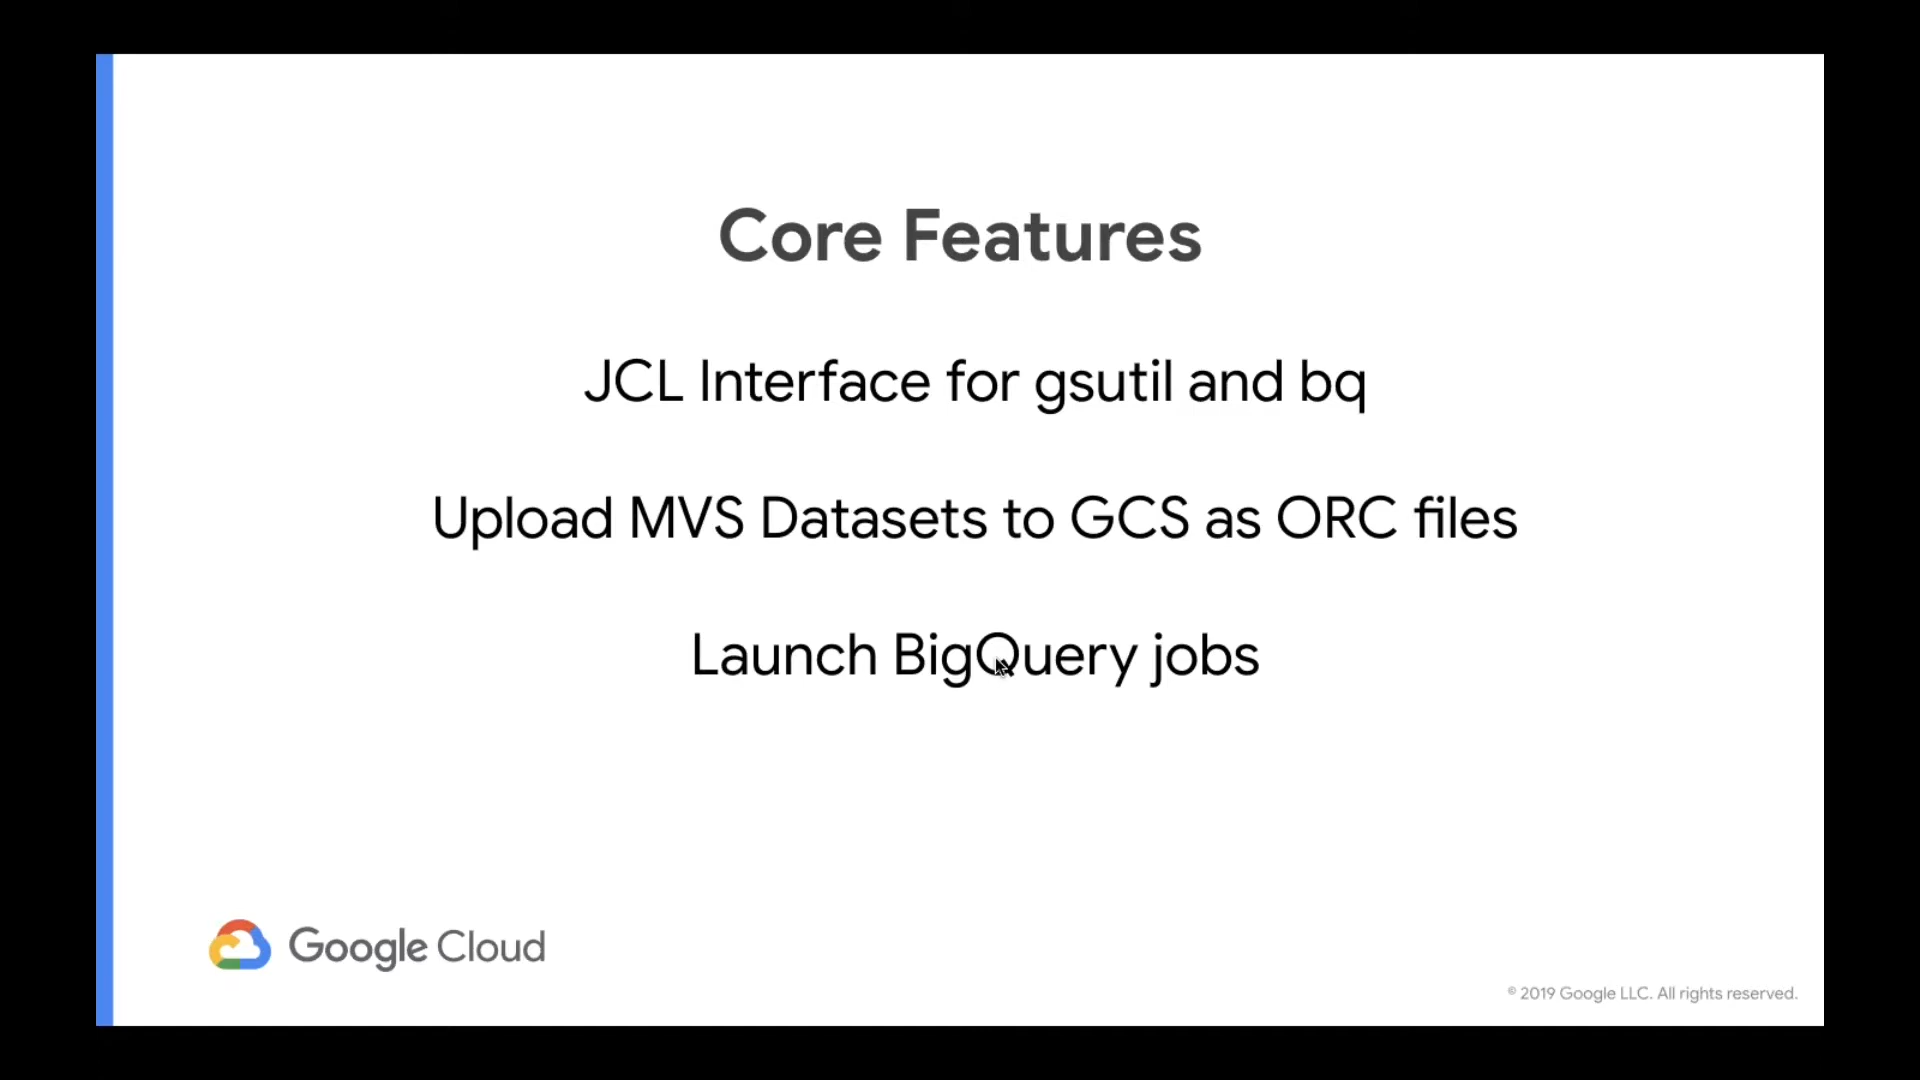 Core Features
JCL Interface for gsutil and bq
Upload MVS Datasets to GCS as ORC files
Launch BigQuery jobs
Google Cloud
© 2019 Google LLC. All rights reserved.